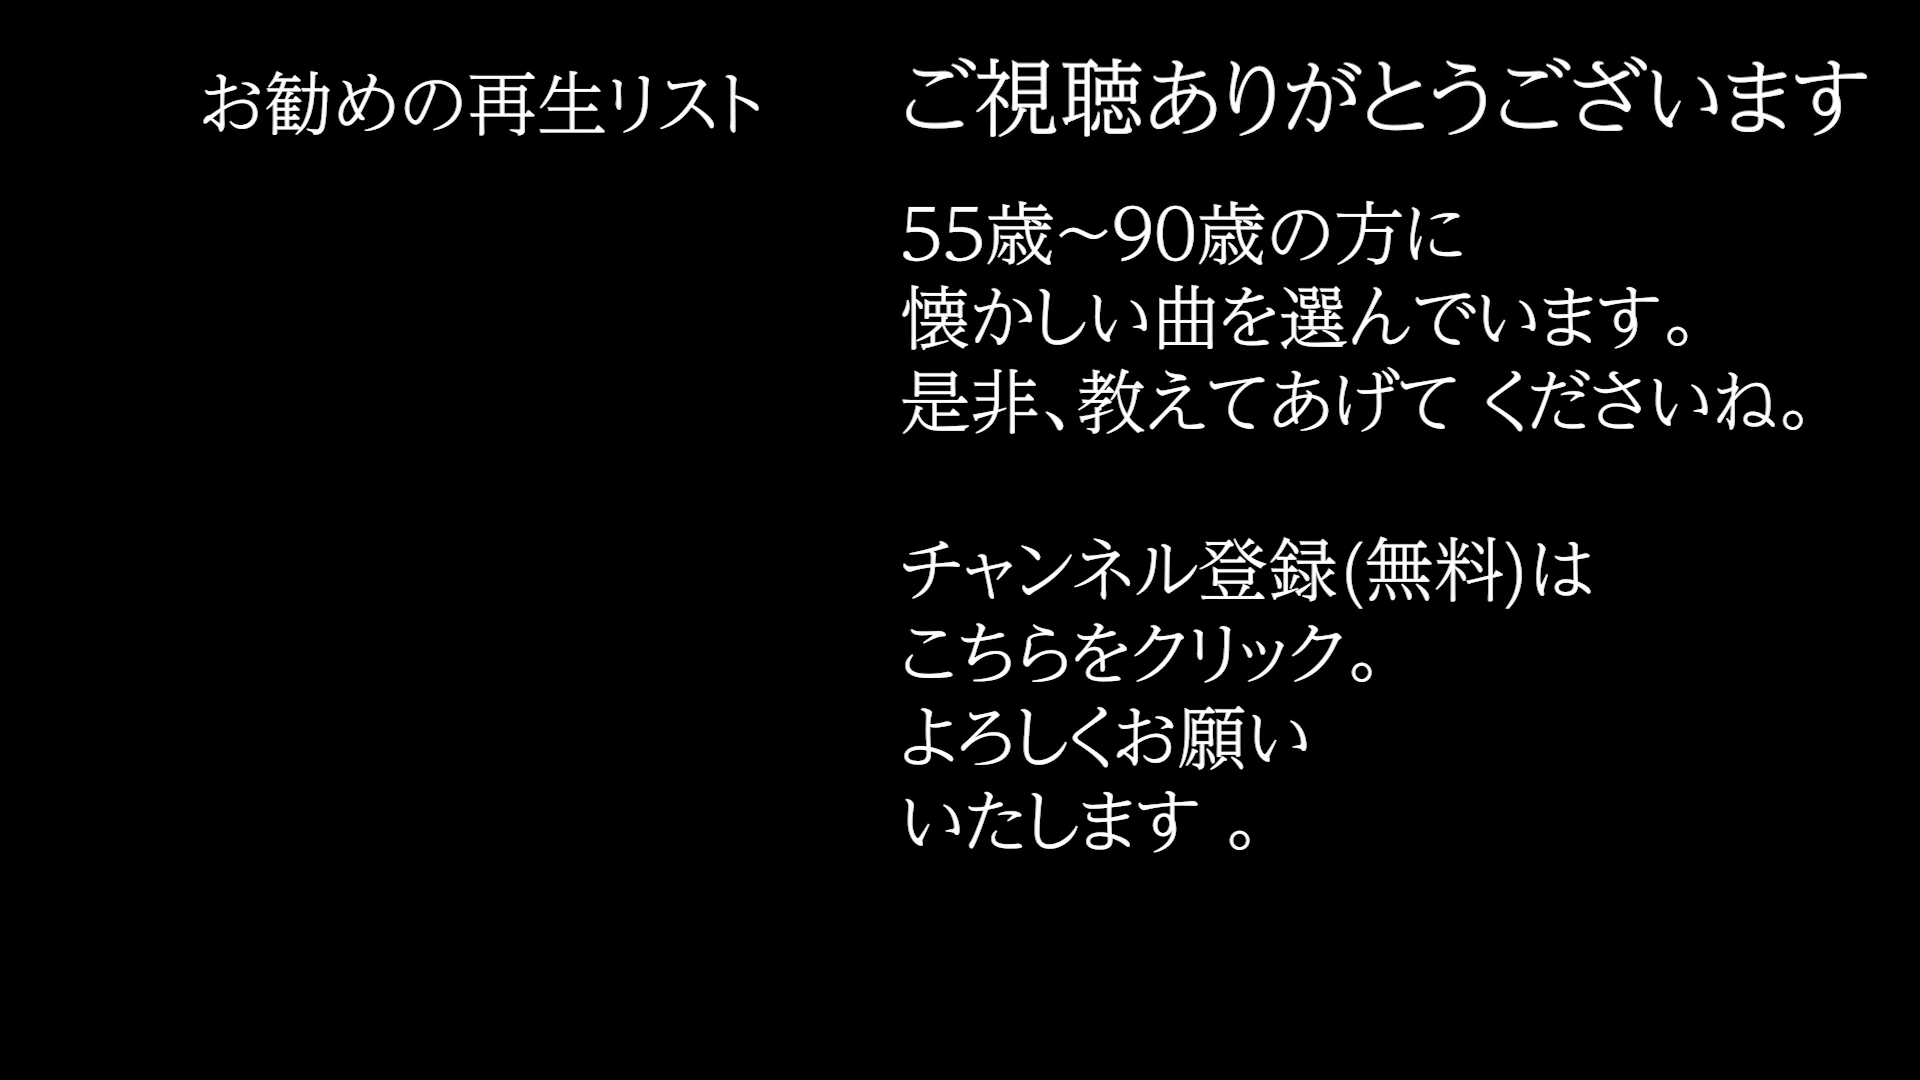 お勧めの再生リスト
ご視聴ありがとうございます
55歳~90歳の方に
懐かしい曲を選んでいます。
是非、教えてあげて くださいね。
チャンネル登録(無料)は
こちらをクリック。
よろしくお願い
いたします 。